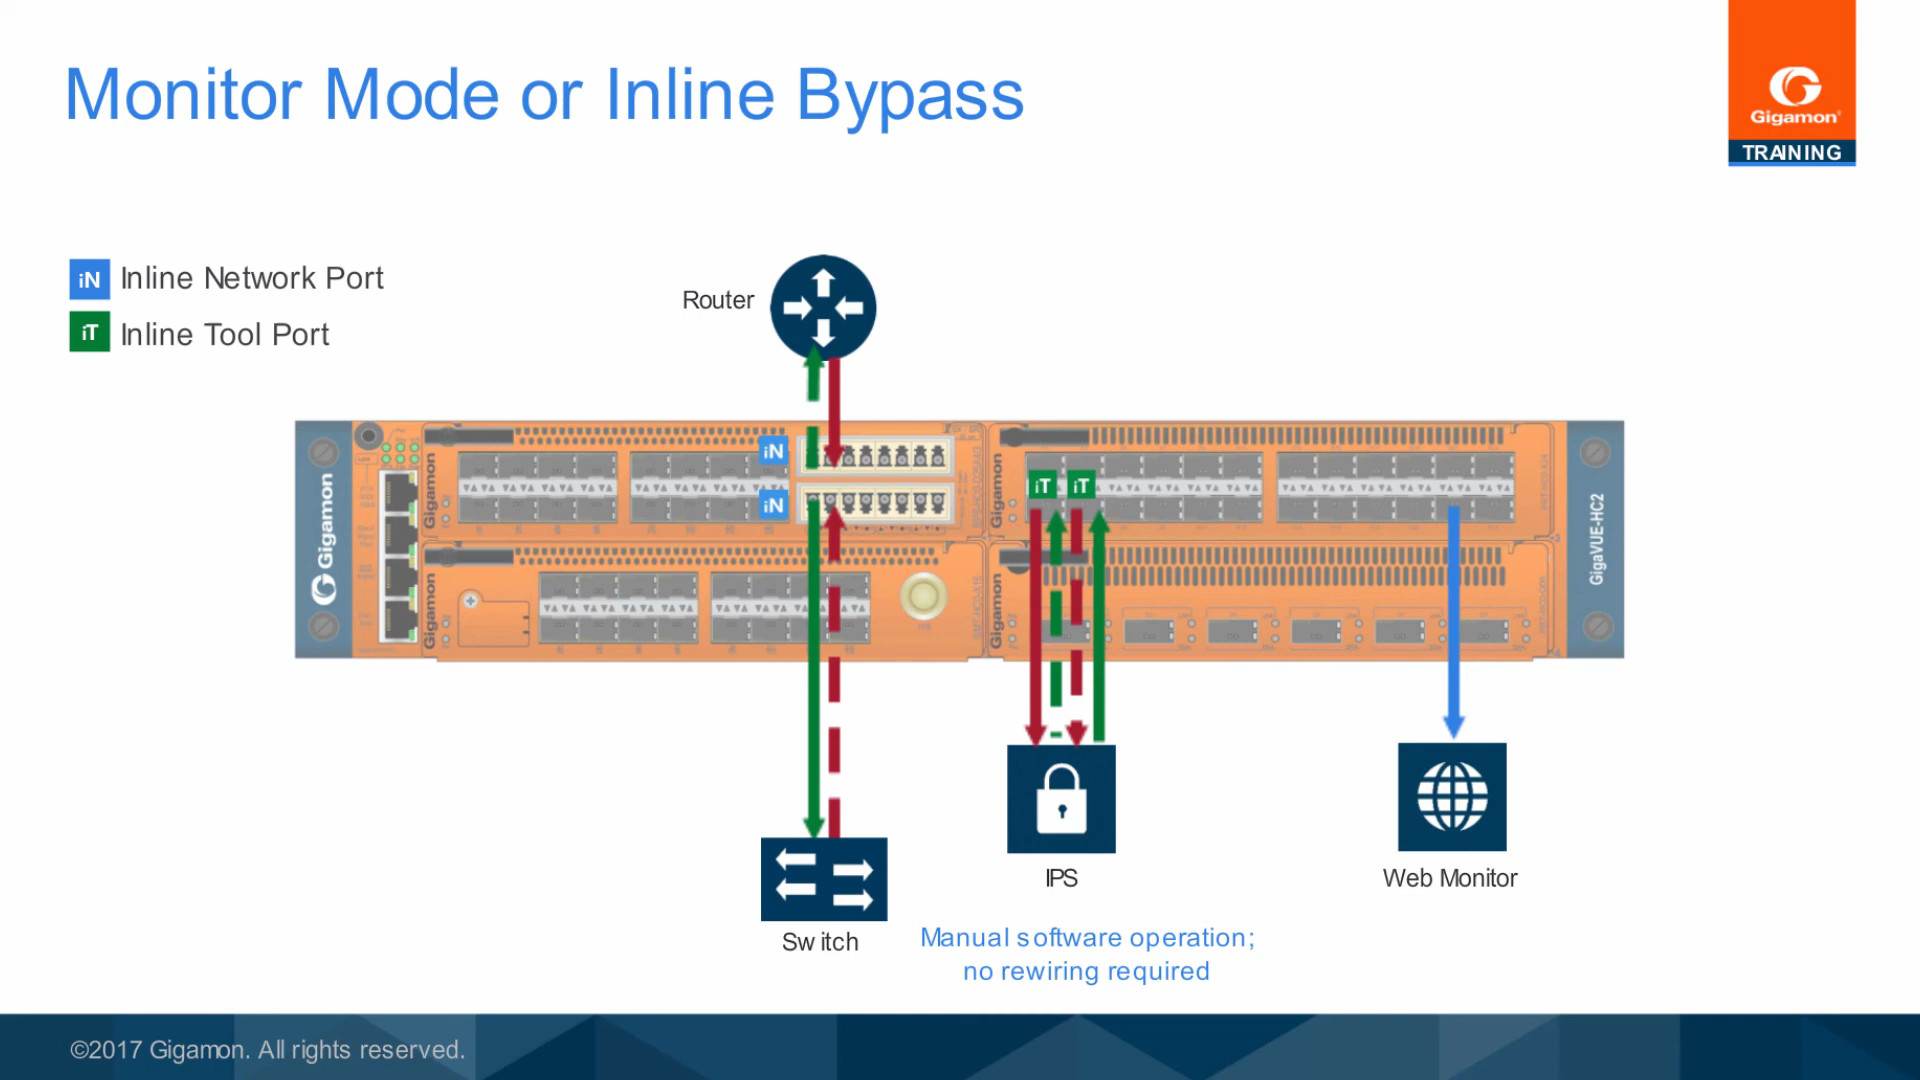 Monitor Mode or Inline Bypass
Gigamon®
TRAINING
iN Inline Network Port
iT Inline Tool Port
Router
iN
iN
iT iT
Gigamon
Gigamon
Gigamon
Gigamon
Gigamon
GigaVUE-HC2
IPS
Web Monitor
Switch
Manual software operation;
no rewiring required
©2017 Gigamon. All rights reserved.